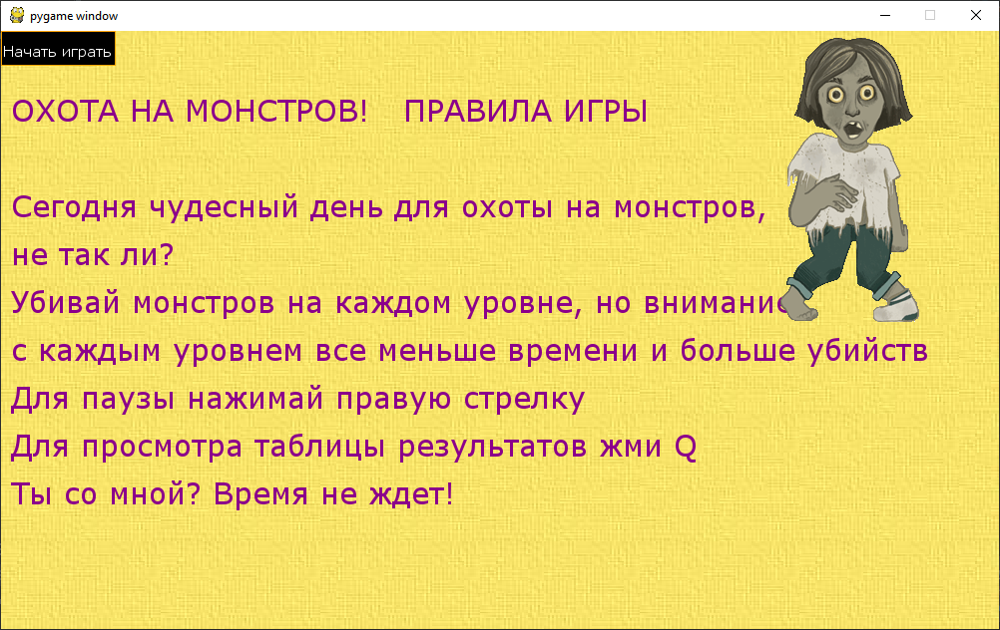 pygame window
Начать играть
ОХОТА НА МОНСТРОВ! ПРАВИЛА ИГРЫ
Сегодня чудесный день для охоты на монстров,
не так ли?
Убивай монстров на каждом уровне, но внимание
с каждым уровнем все меньше времени и больше убийств
Для паузы нажимай правую стрелку
Для просмотра таблицы результатов жми Q
Ты со мной? Время не ждет!